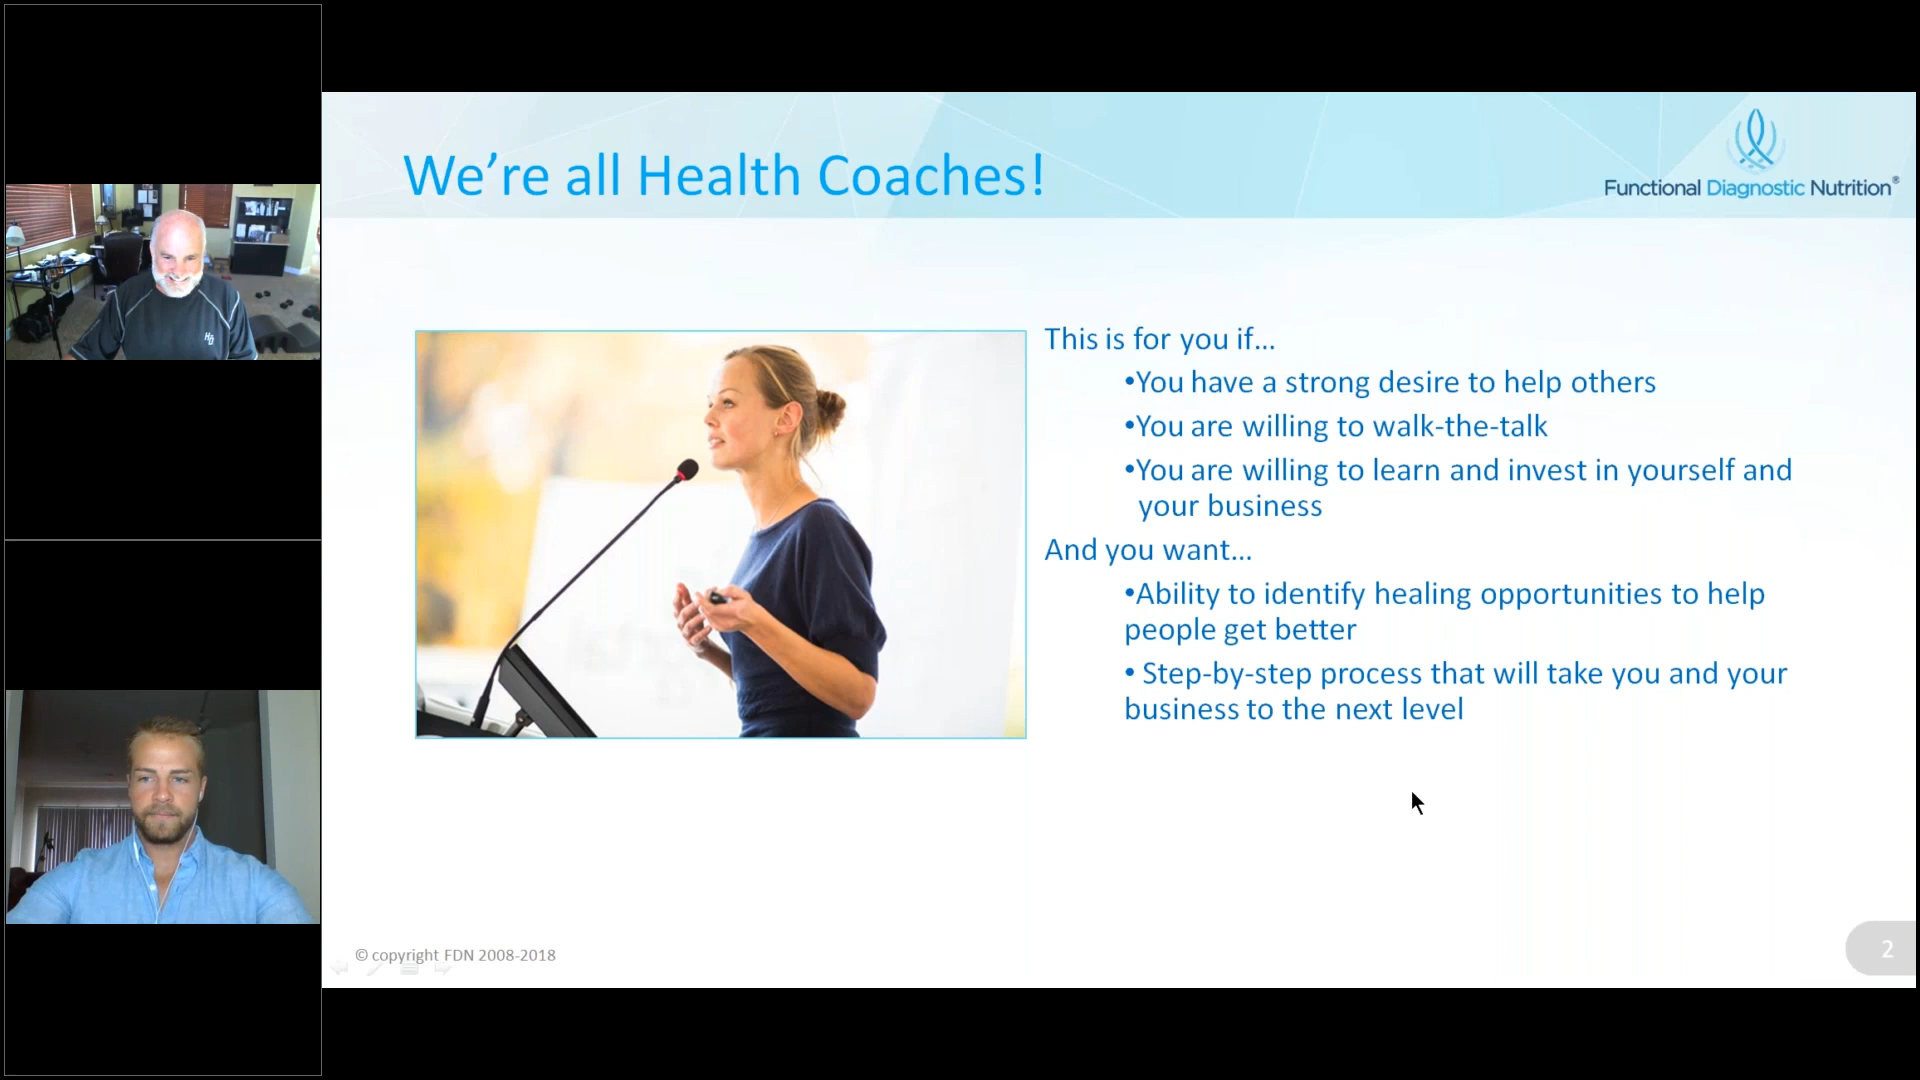 We're all Health Coaches!
Functional Diagnostic Nutrition®
This is for you if...
•You have a strong desire to help others
•You are willing to walk-the-talk
•You are willing to learn and invest in yourself and
your business
And you want...
•Ability to identify healing opportunities to help
people get better
• Step-by-step process that will take you and your
business to the next level
© copyright FDN 2008-2018
2